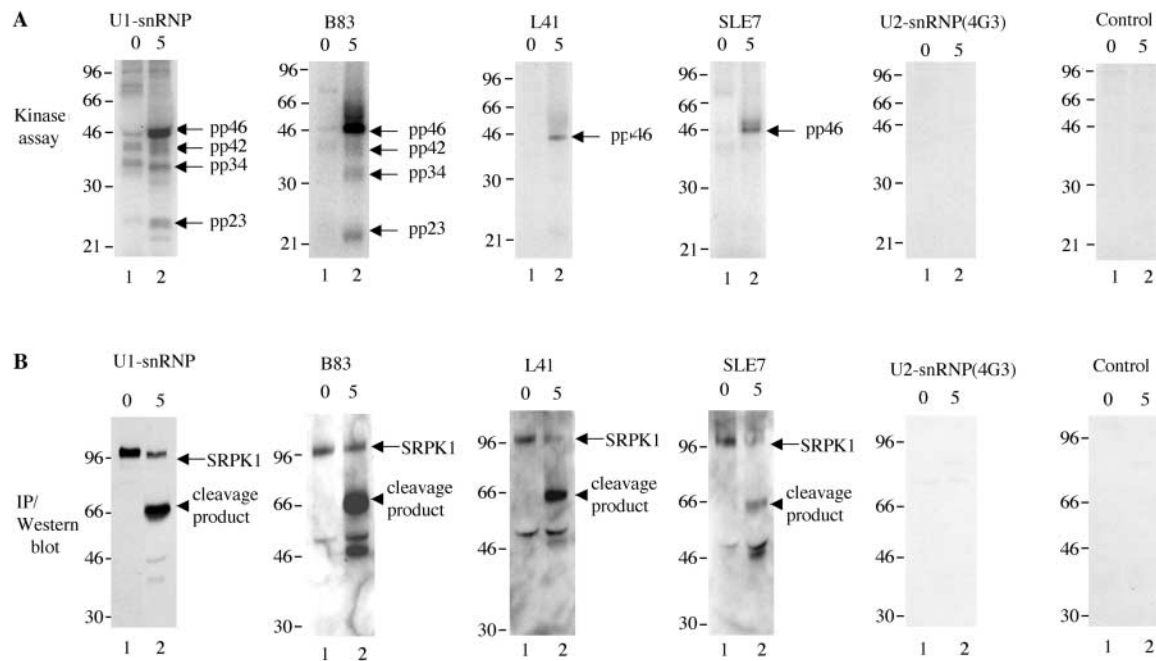 A
U1-snRNP B83 L41 SLE7 U2-snRNP(4G3) Control
0 5 0 5 0 5 0 5 0 5 0 5
Kinase
assay
96- 66- 46- 30- 21-
pp46
pp42
pp34
pp23
1 2
96- 66- 46- 30- 21-
pp46
pp42
pp34
pp23
1 2
96- 66- 46- 30- 21-
pp46
1 2
96- 66- 46- 30- 21-
pp46
1 2
96- 66- 46- 30- 21-
1 2
96- 66- 46- 30- 21-
1 2
B
U1-snRNP B83 L41 SLE7 U2-snRNP(4G3) Control
0 5 0 5 0 5 0 5 0 5 0 5
IP/
Western
blot
96- 66- 46- 30-
SRPK1
cleavage
product
1 2
96- 66- 46- 30-
SRPK1
cleavage
product
1 2
96- 66- 46- 30-
SRPK1
cleavage
product
1 2
96- 66- 46- 30-
SRPK1
cleavage
product
1 2
96- 66- 46- 30-
1 2
96- 66- 46- 30-
1 2